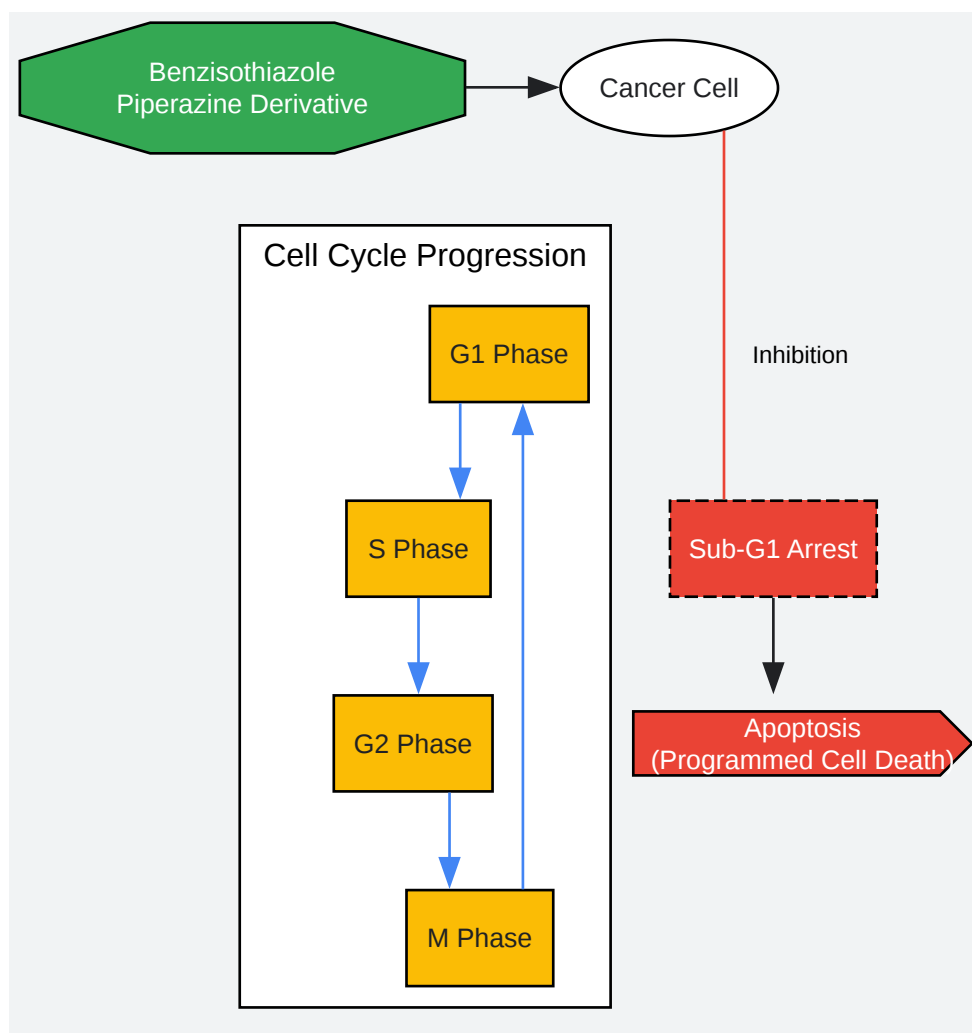 Benzisothiazole
Piperazine Derivative
Cancer Cell
Cell Cycle Progression
G1 Phase
Inhibition
S Phase
Sub-G1 Arrest
G2 Phase
Apoptosis
(Programmed Cell Death)
M Phase